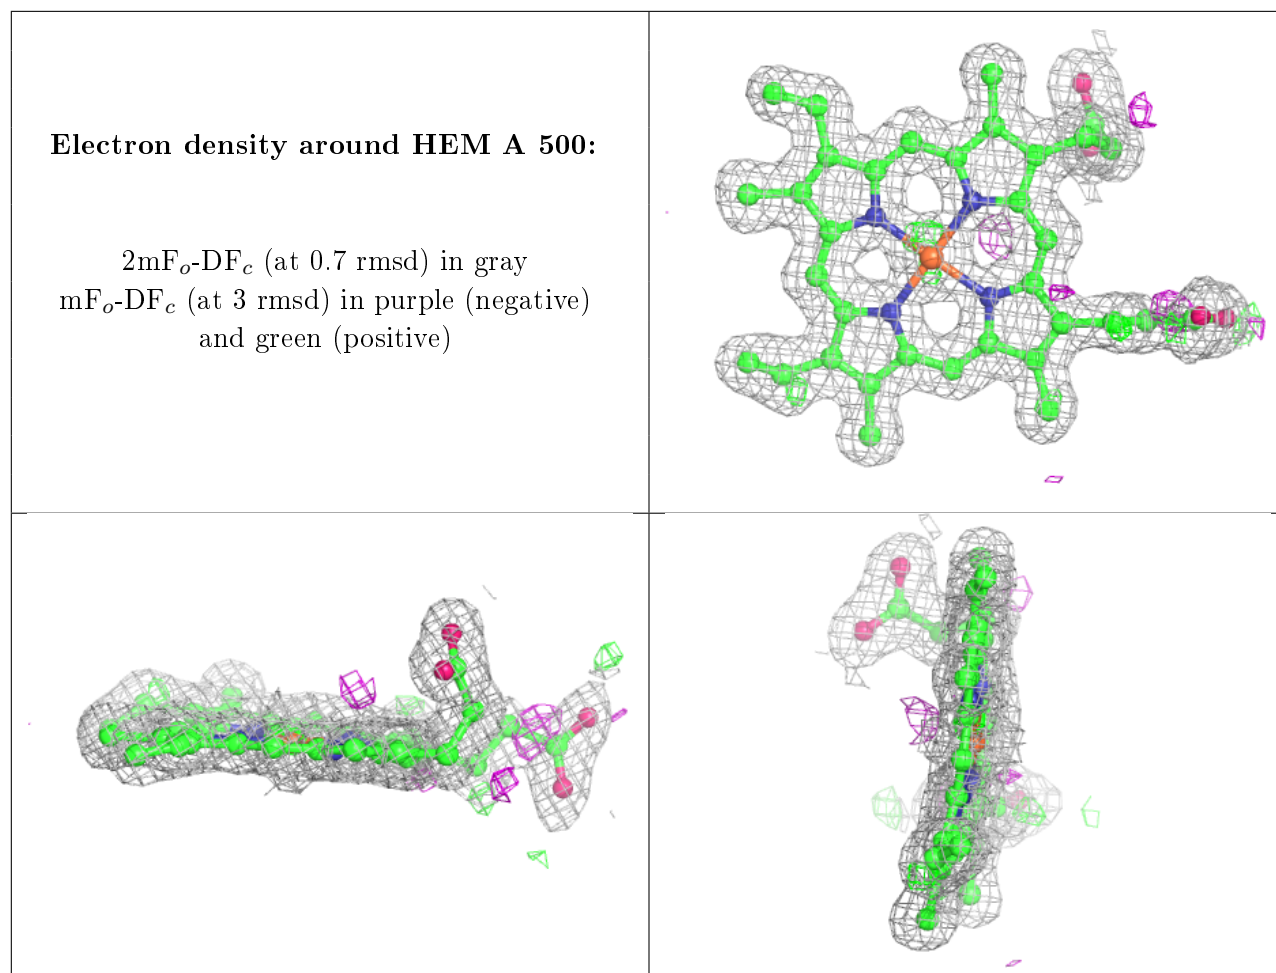 Electron density around HEM A 500:
2mFₒ-DF𝒸 (at 0.7 rmsd) in gray
mFₒ-DF𝒸 (at 3 rmsd) in purple (negative)
and green (positive)